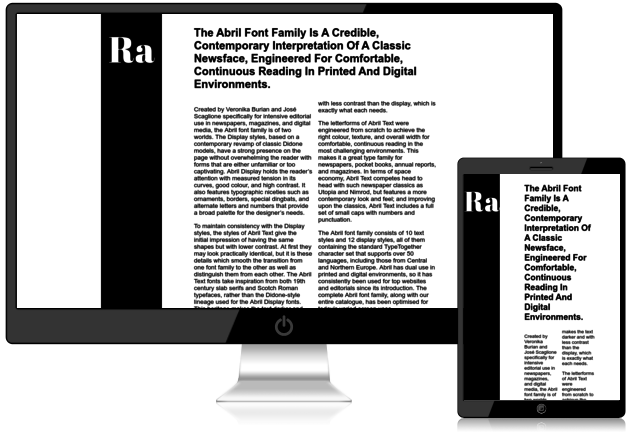 Ra
The Abril Font Family Is A Credible,
Contemporary Interpretation Of A Classic
Newsface, Engineered For Comfortable,
Continuous Reading In Printed And Digital
Environments.
Created by Veronika Burian and José
Scaglione specifically for intensive editorial
use in newspapers, magazines, and digital
media, the Abril font family is of two
worlds. The Display styles, based on a
contemporary revamp of classic Didone
models, have a strong presence on the
page without overwhelming the reader with
forms that are either unfamiliar or too
captivating. Abril Display holds the reader's
attention with measured tension in its
curves, good colour, and high contrast. It
also features typographic niceties such as
ornaments, borders, special dingbats, and
alternate letters and numbers that provide
a broad palette for the designer's needs.
To maintain consistency with the Display
styles, the styles of Abril Text give the
initial impression of having the same
shapes but with lower contrast. At first they
may look practically identical, but it is these
details which smooth the transition from
one font family to the other as well as
distinguish them from each other. The Abril
Text fonts take inspiration from both 19th
century slab serifs and Scotch Roman
typefaces, rather than the Didone-style
lineage used for the Abril Display fonts.
with less contrast than the display, which is
exactly what each needs.
The letterforms of Abril Text were
engineered from scratch to achieve the
right colour, texture, and overall width for
comfortable, continuous reading in the
most challenging environments. This
makes it a great type family for
newspapers, pocket books, annual reports,
and magazines. In terms of space
economy, Abril Text competes head to
head with such newspaper classics as
Utopia and Nimrod, but features a more
contemporary look and feel; and improving
upon the classics, Abril Text includes a full
set of small caps with numbers and
punctuation.
The Abril font family consists of 10 text
styles and 12 display styles, all of them
containing the standard TypeTogether
character set that supports over 50
languages, including those from Central
and Northern Europe. Abril has dual use in
printed and digital environments, so it has
consistently been used for top websites
and editorials since its introduction. The
complete Abril font family, along with our
entire catalogue, has been optimised for
Ra
The Abril Font
Family Is A
Credible,
Contemporary
Interpretation Of
A Classic
Newsface,
Engineered For
Comfortable,
Continuous
Reading In
Printed And
Digital
Environments.
Created by
Veronika
Burian and
José Scaglione
specifically for
intensive
editorial use in
newspapers,
magazines,
and digital
media, the Abril
font family is of
makes the text
darker and with
less contrast
than the
display, which
is exactly what
each needs.
The letterforms
of Abril Text
were
engineered
from scratch to